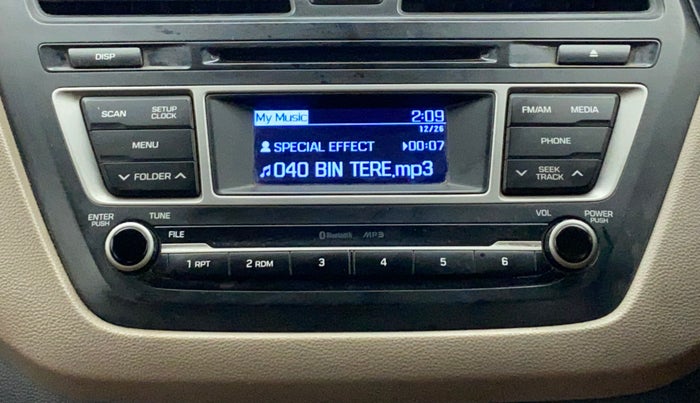 DISP
SCAN
SETUP
CLOCK
MENU
FOLDER
My Music 2:09
12/26
SPECIAL EFFECT 00:07
040 BIN TERE.mp3
FM/AM MEDIA
PHONE
SEEK
TRACK
ENTER
PUSH
TUNE
FILE
Bluetooth MP3
VOL
POWER
PUSH
1 RPT 2 RDM 3 4 5 6